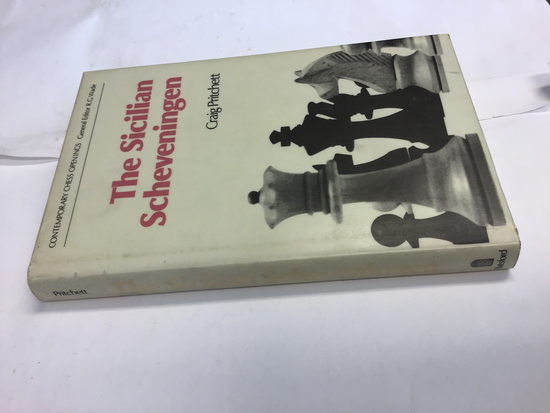 CONTEMPORARY CHESS OPENINGS General Editor R.G.Wade
The Sicilian
Scheveningen
Craig Pritchett
Pritchett
Batsford